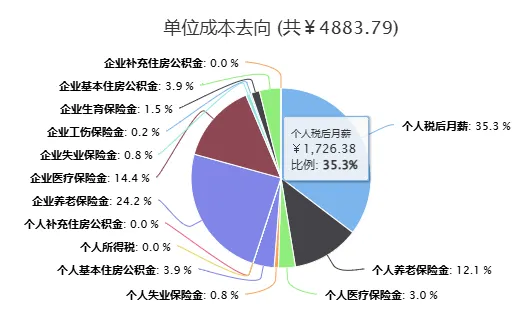 单位成本去向 (共￥4883.79)
企业补充住房公积金: 0.0 %
企业基本住房公积金: 3.9 %
企业生育保险金: 1.5 %
企业工伤保险金: 0.2 %
企业失业保险金: 0.8 %
企业医疗保险金: 14.4 %
企业养老保险金: 24.2 %
个人补充住房公积金: 0.0 %
个人所得税: 0.0 %
个人基本住房公积金: 3.9 %
个人失业保险金: 0.8 %
个人税后月薪
￥1,726.38
比例: 35.3%
个人税后月薪: 35.3 %
个人养老保险金: 12.1 %
个人医疗保险金: 3.0 %